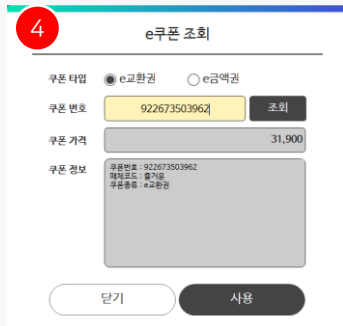 4
e쿠폰 조회
쿠폰 타입 e교환권 e금액권
쿠폰 번호 922673503962 조회
쿠폰 가격 31,900
쿠폰 정보
쿠폰번호 : 922673503962
매체코드 : 즐거운
쿠폰종류 : e교환권
닫기 사용